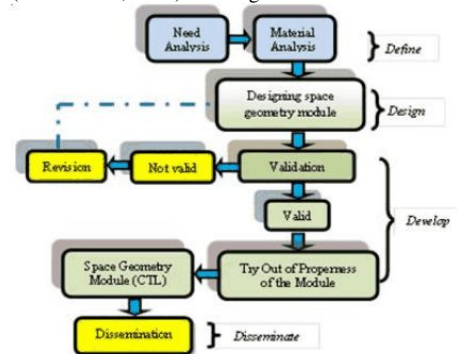 Need
Analysis
Material
Analysis
Define
Designing space
geometry module
Design
Revision
Not valid
Validation
Valid
Develop
Space Geometry
Module (CTL)
Try Out of Properness
of the Module
Dissemination
Disseminate